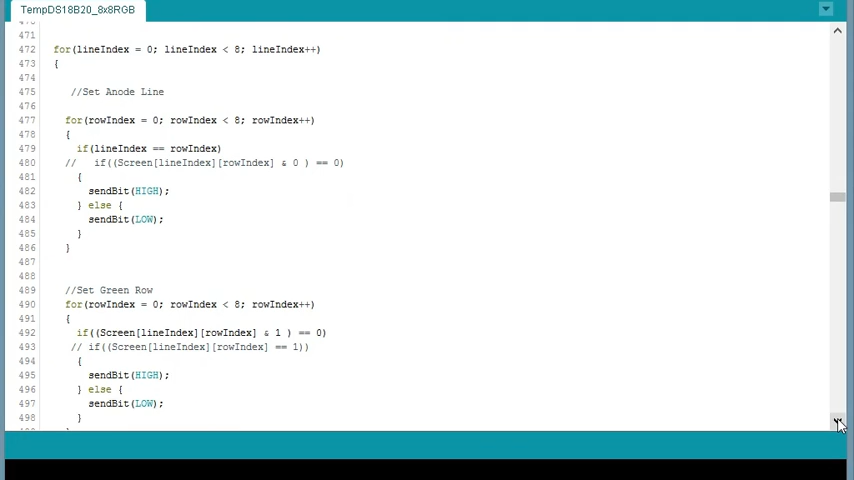 TempDS18B20_8x8RGB
470
471
472 for(lineIndex = 0; lineIndex < 8; lineIndex++)
473 {
474
475 //Set Anode Line
476
477 for(rowIndex = 0; rowIndex < 8; rowIndex++)
478 {
479 if(lineIndex == rowIndex)
480 // if((Screen[lineIndex][rowIndex] & 0 ) == 0)
481 {
482 sendBit(HIGH);
483 } else {
484 sendBit(LOW);
485 }
486 }
487
488
489 //Set Green Row
490 for(rowIndex = 0; rowIndex < 8; rowIndex++)
491 {
492 if((Screen[lineIndex][rowIndex] & 1 ) == 0)
493 // if((Screen[lineIndex][rowIndex] == 1))
494 {
495 sendBit(HIGH);
496 } else {
497 sendBit(LOW);
498 }